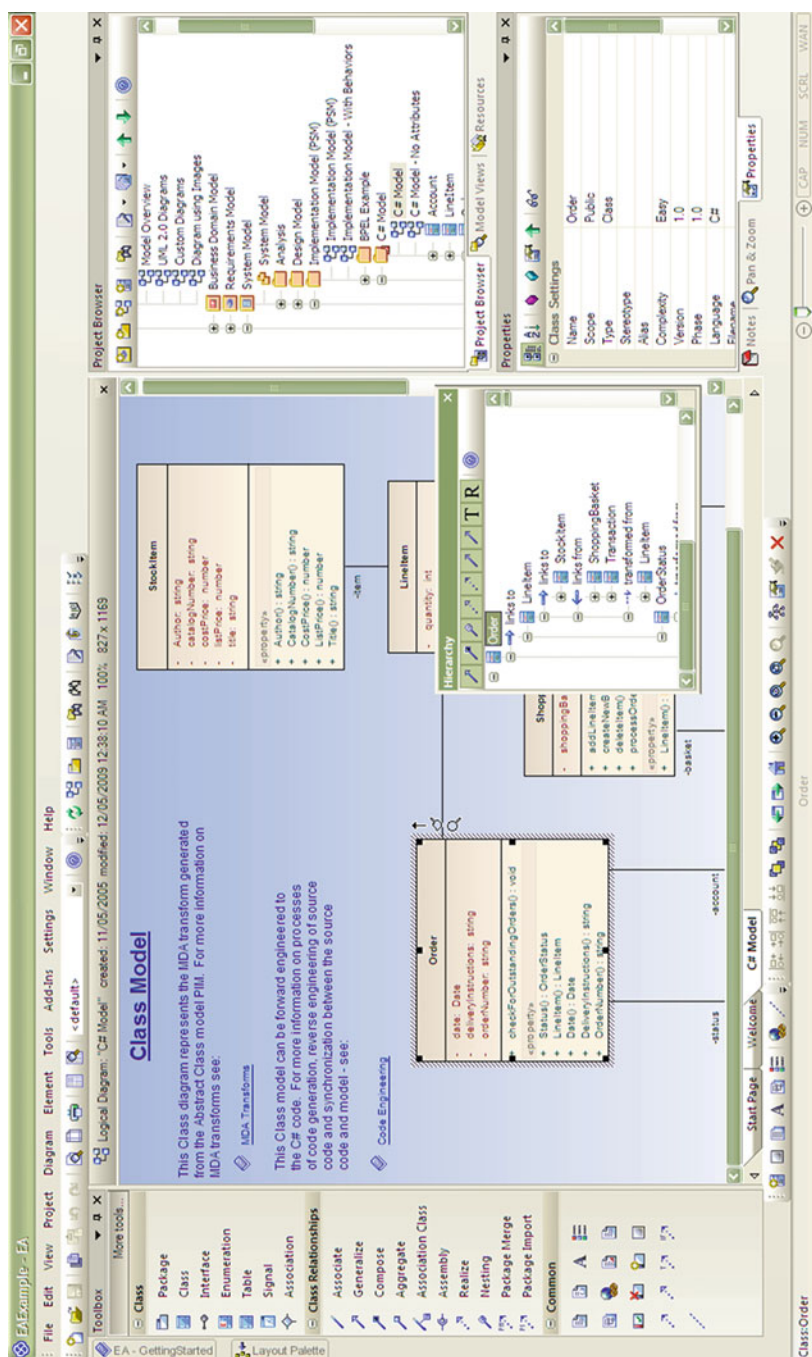 EAExample - EA
File Edit View Project Diagram Element Tools Add-Ins Settings Window Help
<default>
Toolbox
More tools...
Class
Package
Class
Interface
Enumeration
Table
Signal
Association
Class Relationships
Associate
Generalize
Compose
Aggregate
Association Class
Assembly
Realize
Nesting
Package Merge
Package Import
Common
EA - GettingStarted
Layout Palette
Logical Diagram: "C# Model" created: 11/05/2005 modified: 12/05/2009 12:38:10 AM 100% 827 x 1169
Class Model
This Class diagram represents the MDA transform generated
from the Abstract Class model PIM. For more information on
MDA transforms see:
MDA Transforms
This Class model can be forward engineered to
the C# code. For more information on processes
of code generation, reverse engineering of source
code and synchronization between the source
code and model - see:
Code Engineering
StockItem
- Author: string
- catalogNumber: string
- costPrice: number
- listPrice: number
- title: string
«property»
+ Author() : string
+ CatalogNumber() : string
+ CostPrice() : number
+ ListPrice() : number
+ Title() : string
-item
LineItem
- quantity: int
Order
- date: Date
- deliveryInstructions: string
- orderNumber: string
+ checkForOutstandingOrders() : void
«property»
+ Status() : OrderStatus
+ LineItem() : LineItem
+ Date() : Date
+ DeliveryInstructions() : string
+ OrderNumber() : string
-status
-account
Shopp
- shoppingBa
+ addLineItem
+ createNewB
+ deleteItem()
+ processOrde
«property»
+ LineItem() :
-basket
Hierarchy
T R
Order
links to
LineItem
links to
StockItem
links from
ShoppingBasket
Transaction
transformed from
LineItem
OrderStatus
Start Page Welcome C# Model
Project Browser
Model Overview
UML 2.0 Diagrams
Custom Diagrams
Diagram using Images
Business Domain Model
Requirements Model
System Model
System Model
Analysis
Design Model
Implementation Model (PSM)
Implementation Model (PSM)
Implementation Model - With Behaviors
BPEL Example
C# Model
C# Model
C# Model - No Attributes
Account
LineItem
Project Browser Model Views Resources
Properties
Class Settings
Name Order
Scope Public
Type Class
Stereotype
Alias
Complexity Easy
Version 1.0
Phase 1.0
Language C#
Filename
Notes Pan & Zoom Properties
Class:Order
Order
CAP NUM SCRL WAN